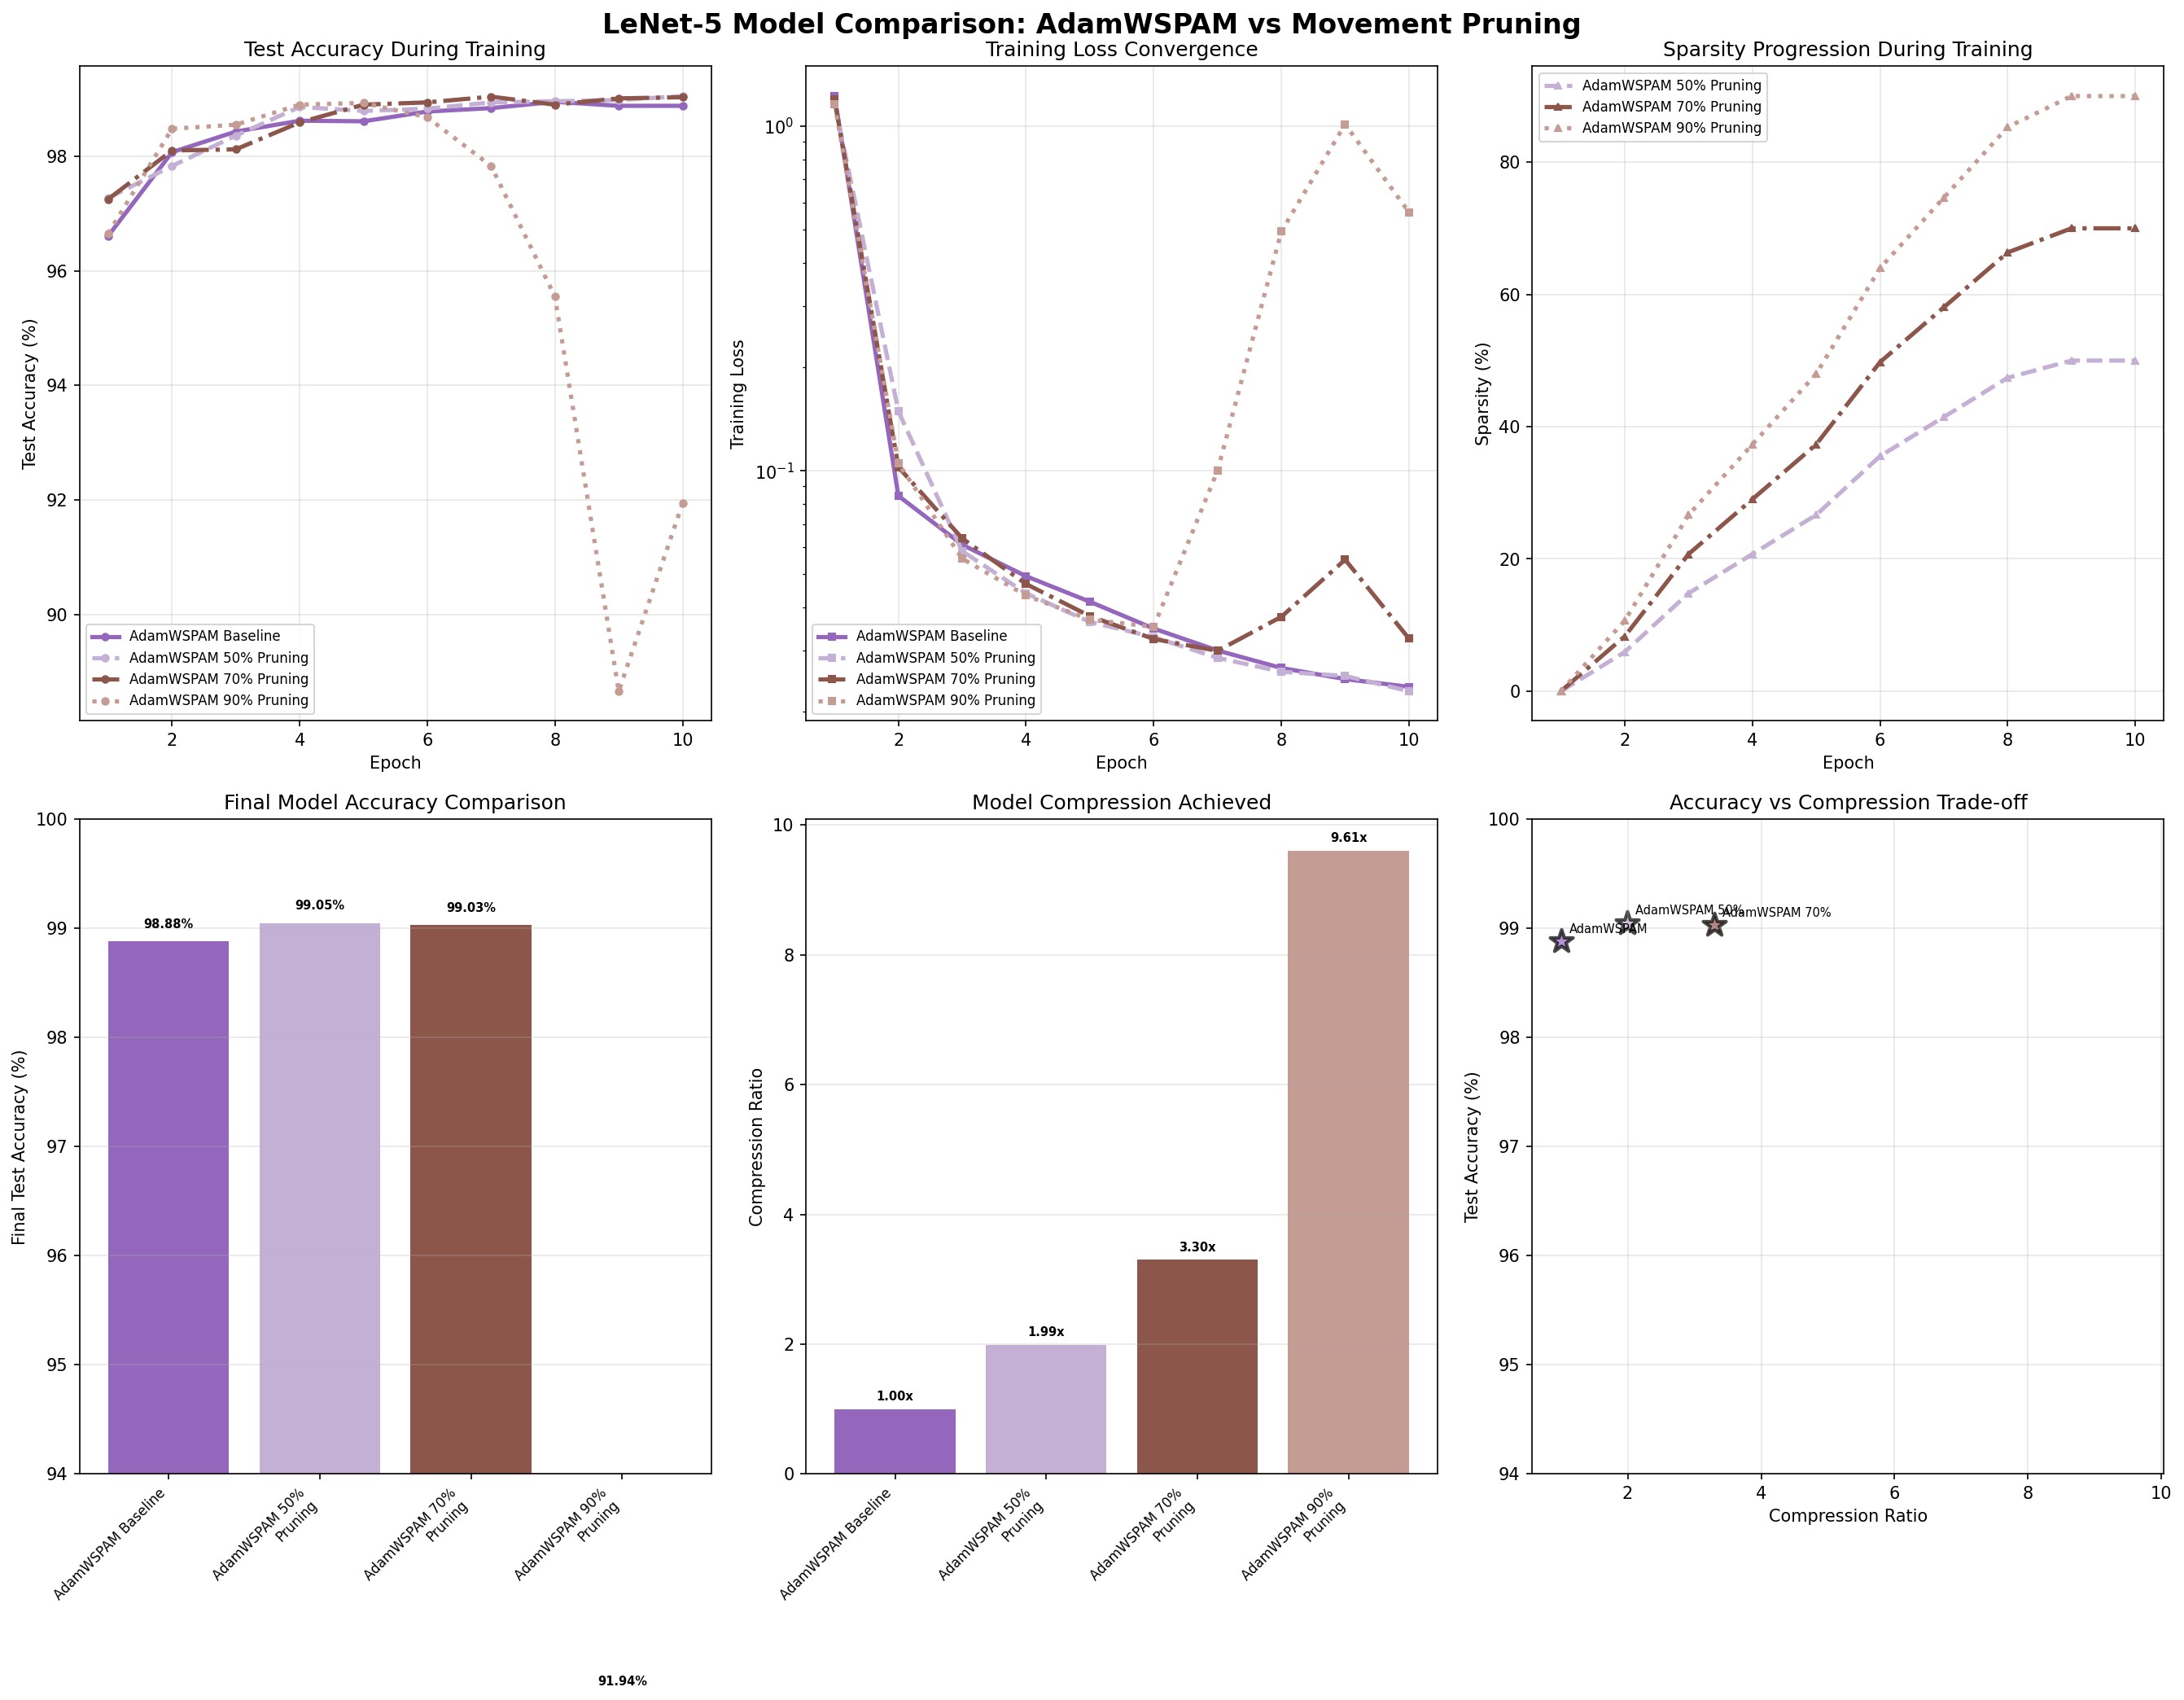 LeNet-5 Model Comparison: AdamWSPAM vs Movement Pruning
Test Accuracy During Training
Test Accuracy (%)
98
96
94
92
90
2
4
6
8
10
Epoch
AdamWSPAM Baseline
AdamWSPAM 50% Pruning
AdamWSPAM 70% Pruning
AdamWSPAM 90% Pruning
Training Loss Convergence
Training Loss
10^0
10^-1
2
4
6
8
10
Epoch
AdamWSPAM Baseline
AdamWSPAM 50% Pruning
AdamWSPAM 70% Pruning
AdamWSPAM 90% Pruning
Sparsity Progression During Training
AdamWSPAM 50% Pruning
AdamWSPAM 70% Pruning
AdamWSPAM 90% Pruning
Sparsity (%)
80
60
40
20
0
2
4
6
8
10
Epoch
Final Model Accuracy Comparison
Final Test Accuracy (%)
100
99
98
97
96
95
94
98.88%
99.05%
99.03%
91.94%
AdamWSPAM Baseline
AdamWSPAM 50%
Pruning
AdamWSPAM 70%
Pruning
AdamWSPAM 90%
Pruning
Model Compression Achieved
Compression Ratio
10
8
6
4
2
0
1.00x
1.99x
3.30x
9.61x
AdamWSPAM Baseline
AdamWSPAM 50%
Pruning
AdamWSPAM 70%
Pruning
AdamWSPAM 90%
Pruning
Accuracy vs Compression Trade-off
Test Accuracy (%)
100
99
98
97
96
95
94
AdamWSPAM
AdamWSPAM 50%
AdamWSPAM 70%
2
4
6
8
10
Compression Ratio